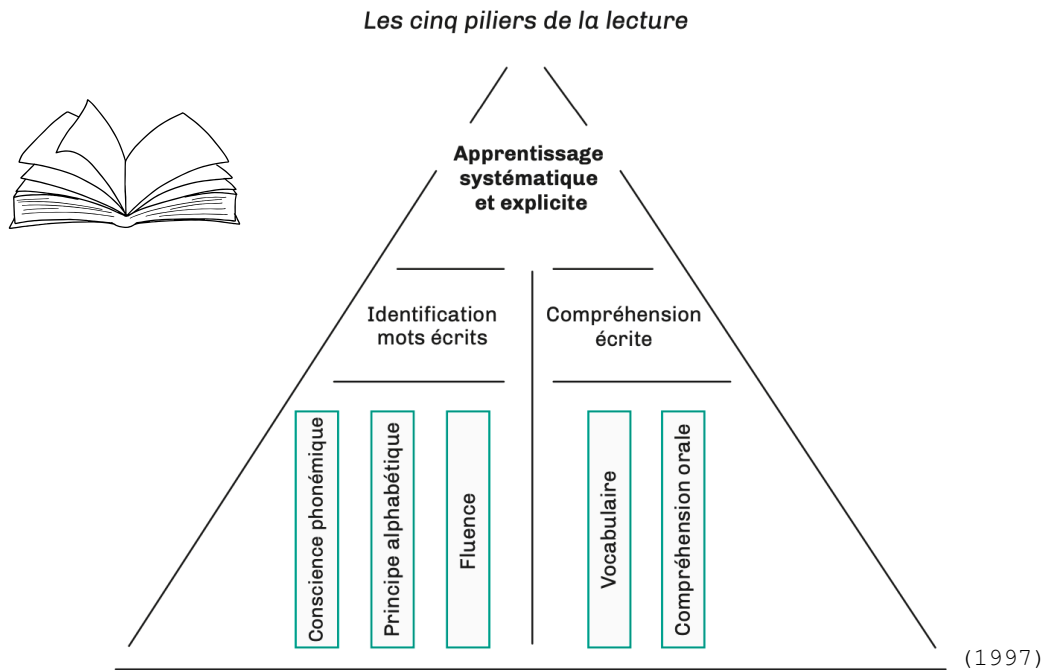 Les cinq piliers de la lecture
Apprentissage
systématique
et explicite
Identification
mots écrits
Compréhension
écrite
Conscience phonémique
Principe alphabétique
Fluence
Vocabulaire
Compréhension orale
(1997)